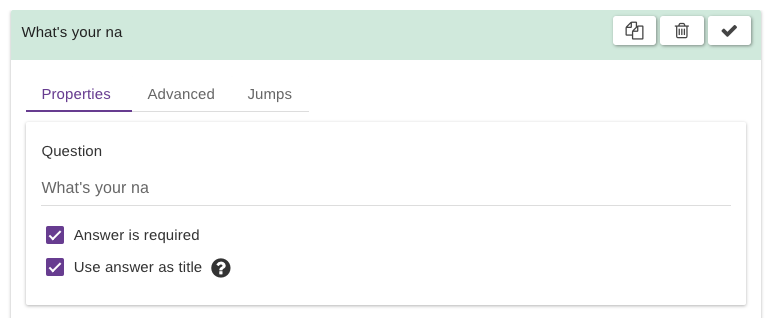 What's your na
Properties Advanced Jumps
Question
What's your na
Answer is required
Use answer as title ?